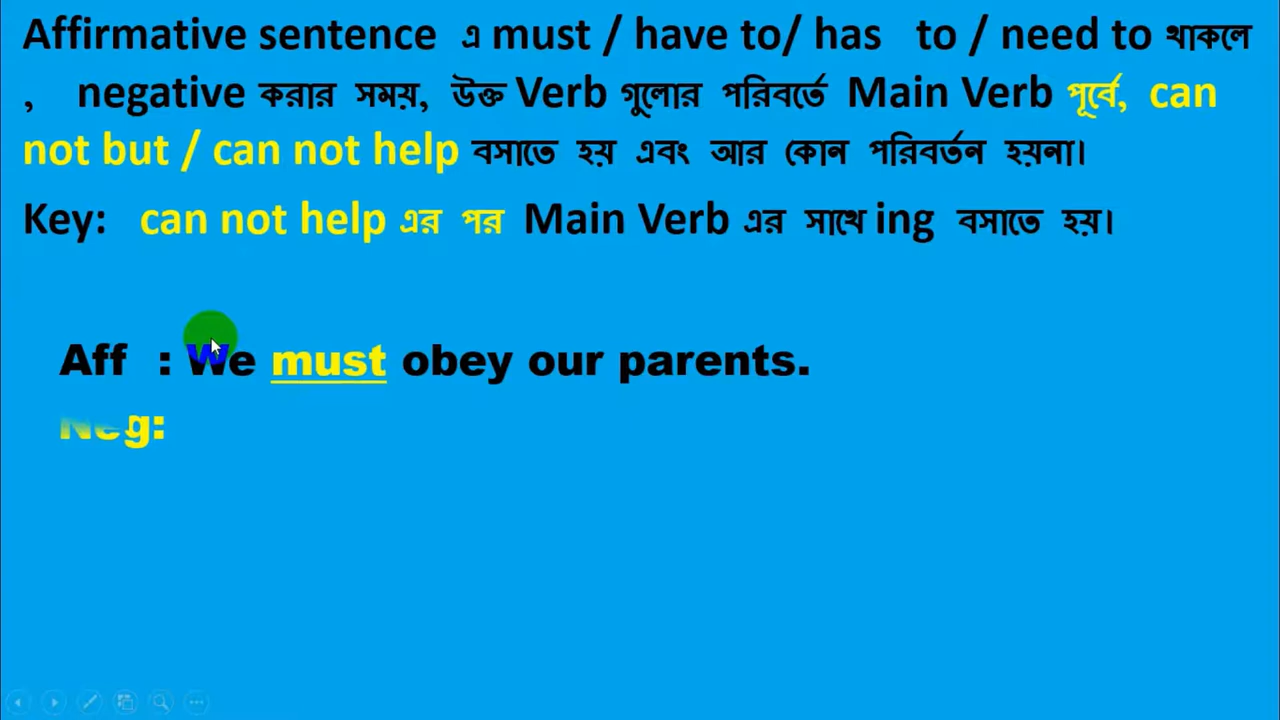 Affirmative sentence এ must / have to/ has to / need to থাকলে
, negative করার সময়, উক্ত Verb গুলোর পরিবর্তে Main Verb পূর্বে, can
not but / can not help বসাতে হয় এবং আর কোন পরিবর্তন হয়না।
Key: can not help এর পর Main Verb এর সাথে ing বসাতে হয়।
Aff : We must obey our parents.
Neg: